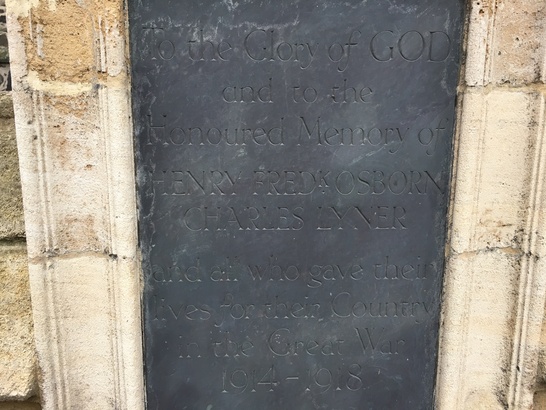 To the Glory of GOD
and to the
Honoured Memory of
HENRY FREDK OSBORN
CHARLES LYNER
and all who gave their
lives for their Country
in the Great War
1914-1918